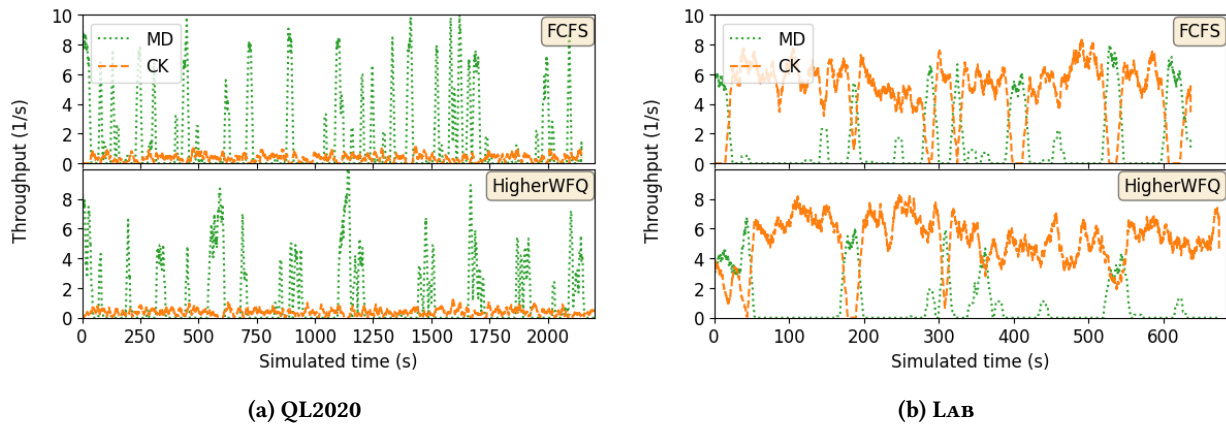 10
8
6
4
2
0
MD
CK
FCFS
8
6
4
2
0
HigherWFQ
0 250 500 750 1000 1250 1500 1750 2000
Throughput (1/s)
Simulated time (s)
(a) QL2020
10
8
6
4
2
0
MD
CK
FCFS
8
6
4
2
0
HigherWFQ
0 100 200 300 400 500 600
Throughput (1/s)
Simulated time (s)
(b) LAB